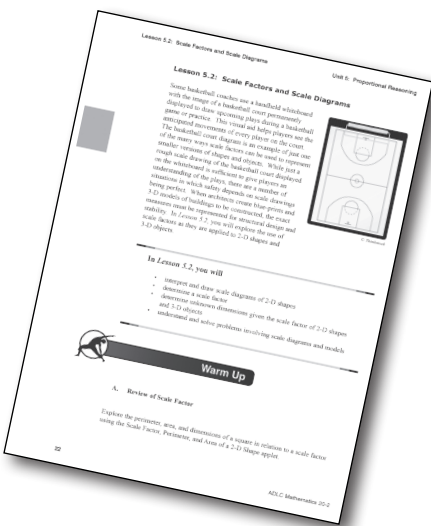 Lesson 5.2: Scale Factors and Scale Diagrams
Unit 5: Proportional Reasoning
Lesson 5.2: Scale Factors and Scale Diagrams
Some basketball coaches use a handheld whiteboard
with the image of a basketball court permanently
displayed to draw upcoming plays during a basketball
game or practice. This visual aid helps players see the
anticipated movements of every player on the court.
The basketball court diagram is an example of just one
of the many ways scale factors can be used to represent
smaller versions of shapes and objects. While just a
rough scale drawing of the basketball court displayed
on the whiteboard is sufficient to give players an
understanding of the plays, there are a number of
situations in which safety depends on scale drawings
being perfect. When architects create blue-prints and
3-D models of buildings to be constructed, the exact
measures must be represented for structural design and
stability. In Lesson 5.2, you will explore the use of
scale factors as they are applied to 2-D shapes and
3-D objects.
In Lesson 5.2, you will
• interpret and draw scale diagrams of 2-D shapes
• determine a scale factor
• determine unknown dimensions given the scale factor of 2-D shapes
and 3-D objects
• understand and solve problems involving scale diagrams and models
Warm Up
A. Review of Scale Factor
Explore the perimeter, area, and dimensions of a square in relation to a scale factor
using the Scale Factor, Perimeter, and Area of a 2-D Shape applet
22
ADLC Mathematics 20-2